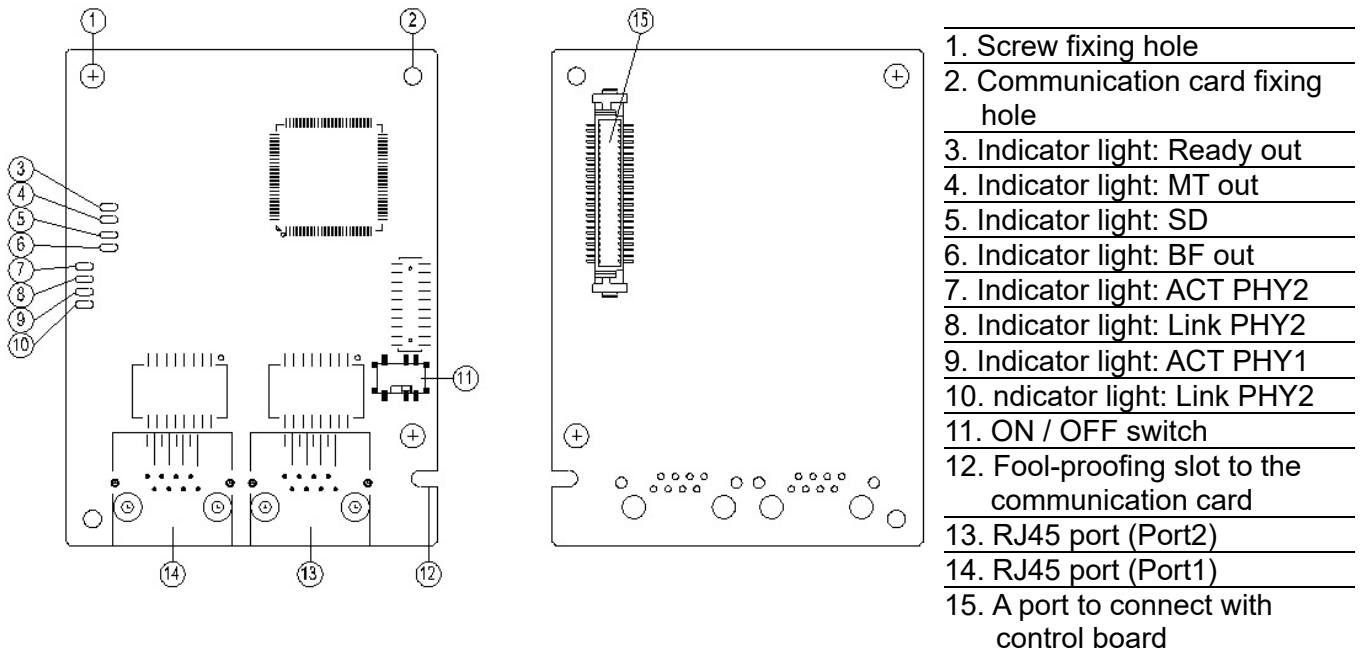 1
2
15
3
4
5
6
7
8
9
10
11
14
13
12
1. Screw fixing hole
2. Communication card fixing
hole
3. Indicator light: Ready out
4. Indicator light: MT out
5. Indicator light: SD
6. Indicator light: BF out
7. Indicator light: ACT PHY2
8. Indicator light: Link PHY2
9. Indicator light: ACT PHY1
10. ndicator light: Link PHY2
11. ON / OFF switch
12. Fool-proofing slot to the
communication card
13. RJ45 port (Port2)
14. RJ45 port (Port1)
15. A port to connect with
control board